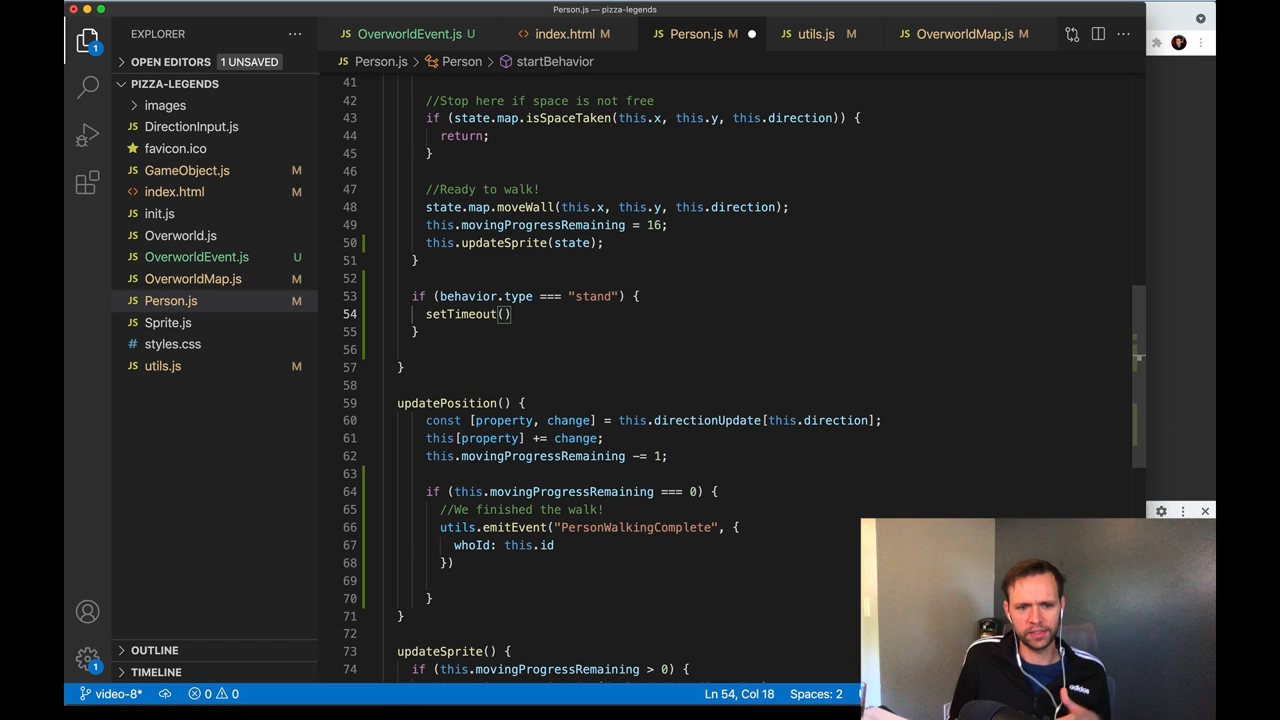 Person.js — pizza-legends
EXPLORER
OverworldEvent.js U
index.html M
Person.js M
utils.js M
OverworldMap.js M
OPEN EDITORS 1 UNSAVED
Person.js > Person > startBehavior
PIZZA-LEGENDS
images
DirectionInput.js
favicon.ico
GameObject.js M
index.html M
init.js
Overworld.js
OverworldEvent.js U
OverworldMap.js M
Person.js M
Sprite.js
styles.css
utils.js M
OUTLINE
TIMELINE
1
1
41
42 //Stop here if space is not free
43 if (state.map.isSpaceTaken(this.x, this.y, this.direction)) {
44 return;
45 }
46
47 //Ready to walk!
48 state.map.moveWall(this.x, this.y, this.direction);
49 this.movingProgressRemaining = 16;
50 this.updateSprite(state);
51 }
52
53 if (behavior.type === "stand") {
54 setTimeout()
55 }
56
57 }
58
59 updatePosition() {
60 const [property, change] = this.directionUpdate[this.direction];
61 this[property] += change;
62 this.movingProgressRemaining -= 1;
63
64 if (this.movingProgressRemaining === 0) {
65 //We finished the walk!
66 utils.emitEvent("PersonWalkingComplete", {
67 whoId: this.id
68 })
69
70 }
71 }
72
73 updateSprite() {
74 if (this.movingProgressRemaining > 0) {
video-8* 0 0 Ln 54, Col 18 Spaces: 2
adidas